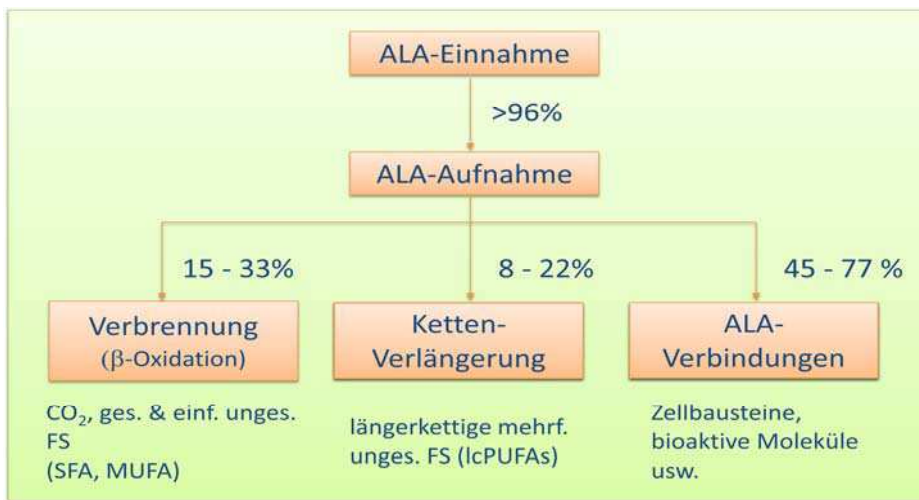 ALA-Einnahme
>96%
ALA-Aufnahme
15 - 33%
8 - 22%
45 - 77 %
Verbrennung
(β-Oxidation)
Ketten-
Verlängerung
ALA-
Verbindungen
CO₂, ges. & einf. unges.
FS
(SFA, MUFA)
längerkettige mehrf.
unges. FS (lcPUFAs)
Zellbausteine,
bioaktive Moleküle
usw.